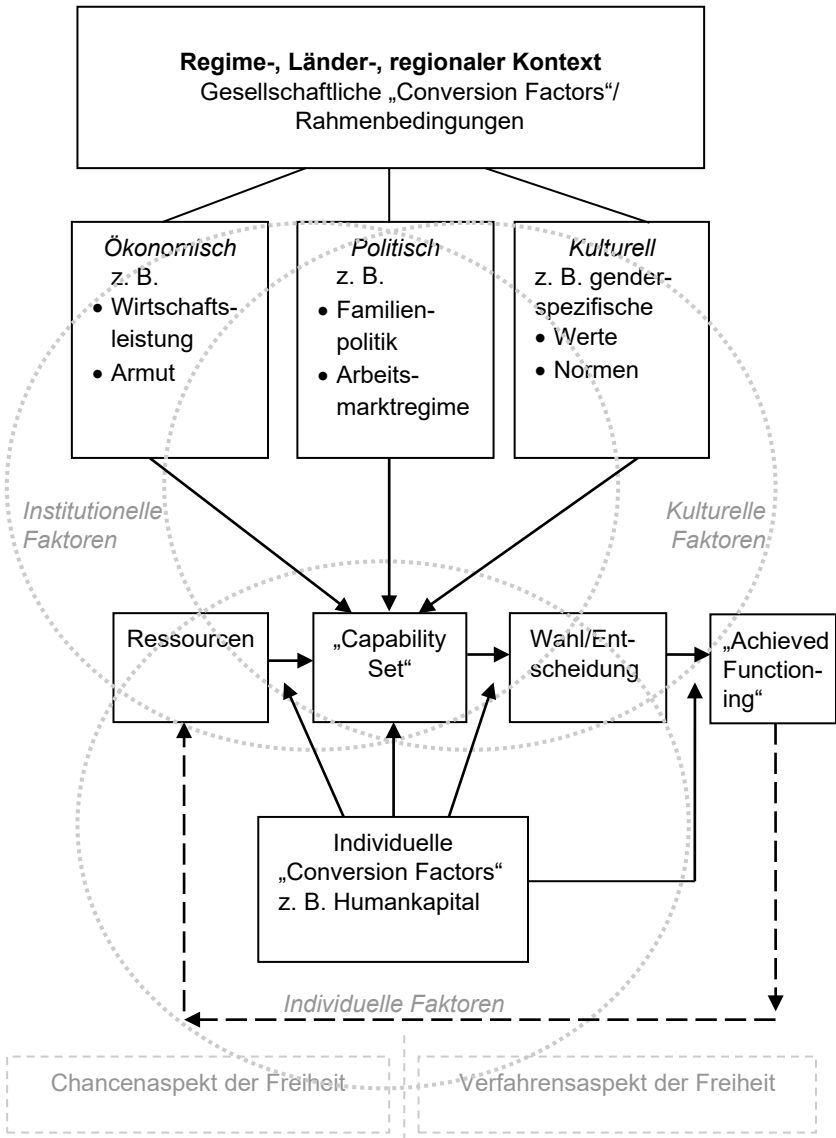 Regime-, Länder-, regionaler Kontext
Gesellschaftliche „Conversion Factors“/
Rahmenbedingungen
Ökonomisch
z. B.
• Wirtschafts-
leistung
• Armut
Politisch
z. B.
• Familien-
politik
• Arbeits-
marktregime
Kulturell
z. B. gender-
spezifische
• Werte
• Normen
Institutionelle
Faktoren
Kulturelle
Faktoren
Ressourcen
„Capability
Set“
Wahl/Ent-
scheidung
„Achieved
Function-
ing“
Individuelle
„Conversion Factors“
z. B. Humankapital
Individuelle Faktoren
Chancenaspekt der Freiheit
Verfahrensaspekt der Freiheit